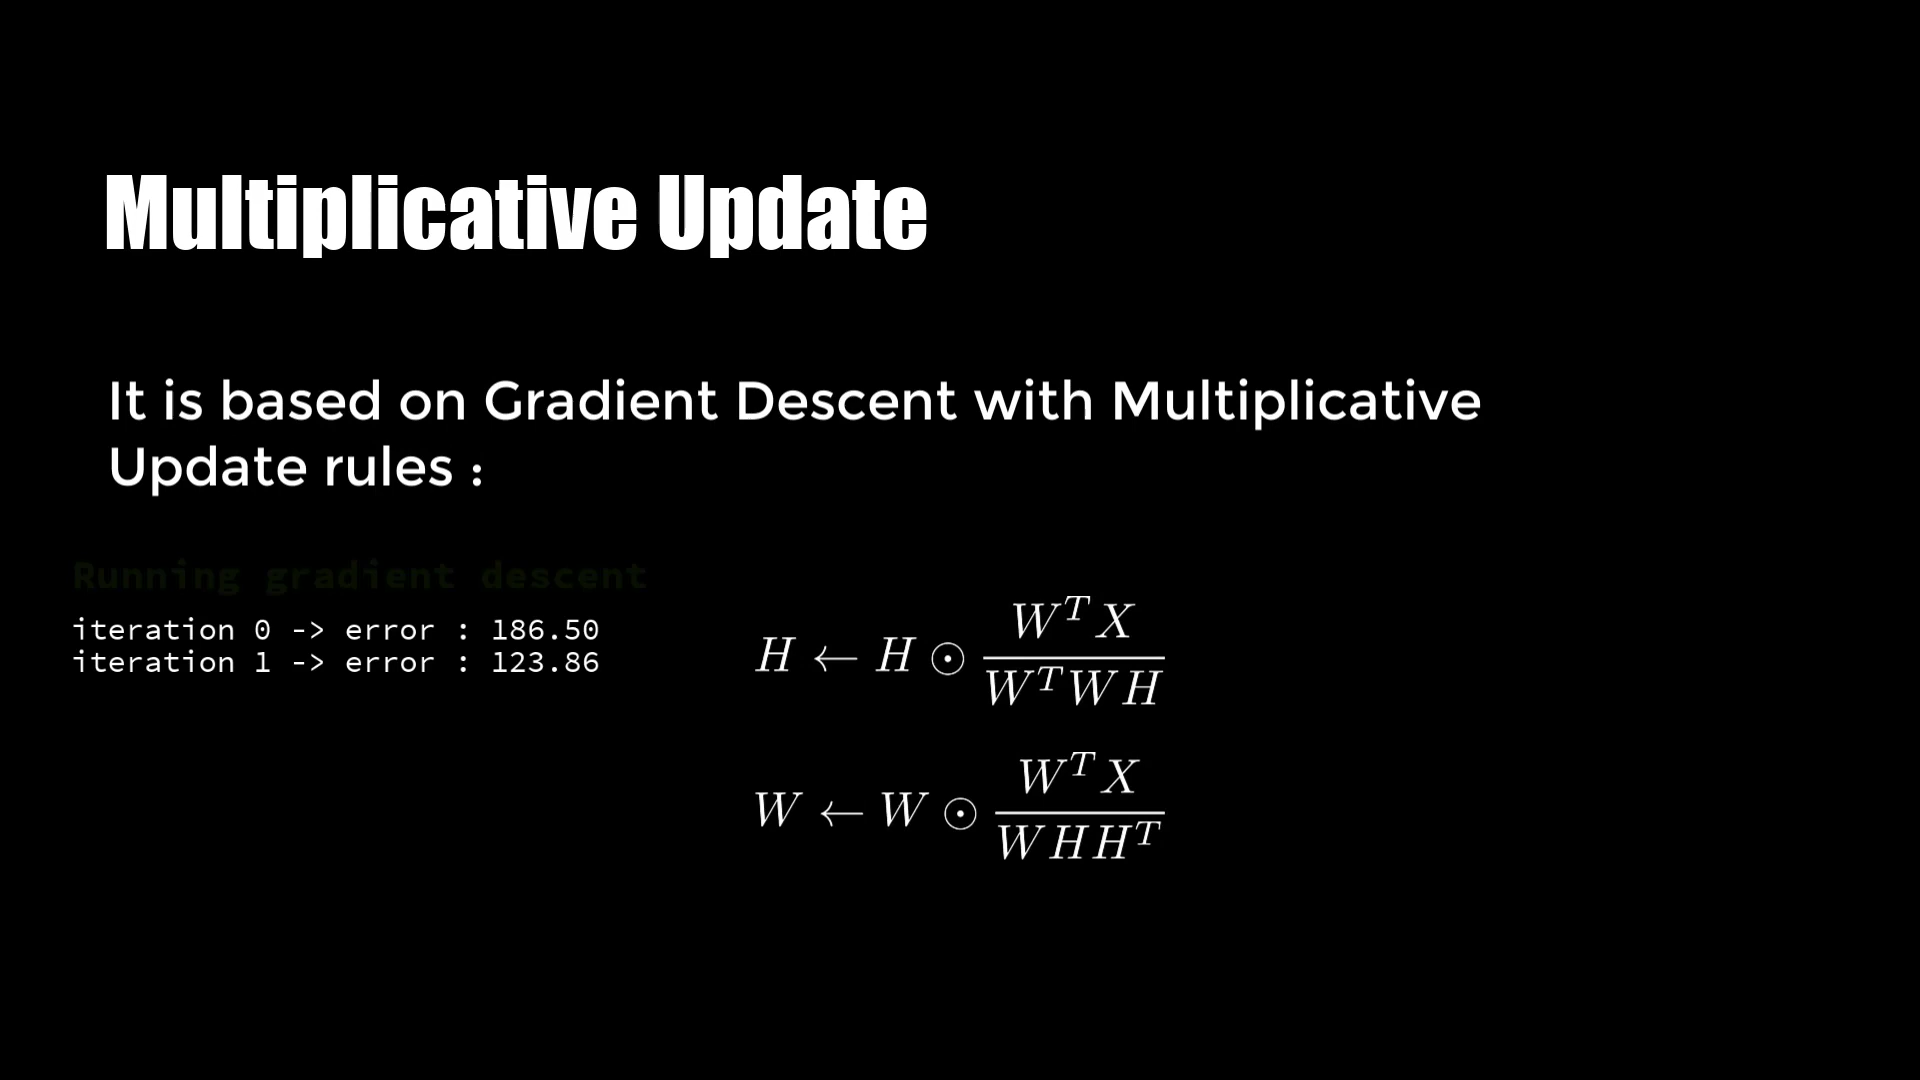 Multiplicative Update
It is based on Gradient Descent with Multiplicative
Update rules :
Running gradient descent
iteration 0 -> error : 186.50
iteration 1 -> error : 123.86
H ← H ⊙ W^T X / W^T W H
W ← W ⊙ W^T X / W H H^T